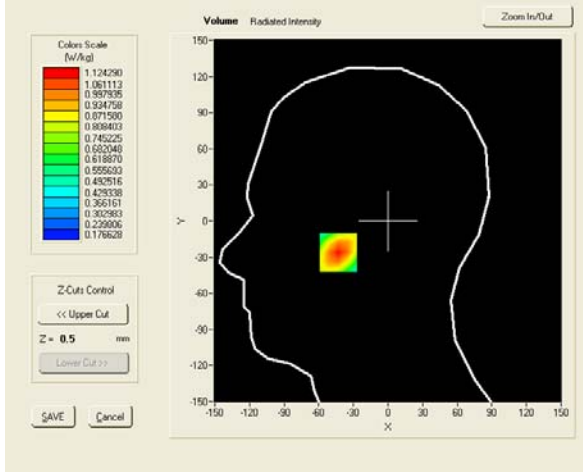 Volume Radiated Intensity
Zoom In/Out
Colors Scale
(W/kg)
1.124290
1.061113
0.997935
0.934758
0.871580
0.808403
0.745225
0.682048
0.618870
0.555693
0.492516
0.429338
0.366161
0.302983
0.239806
0.176628
Z-Cuts Control
<< Upper Cut
Z = 0.5 mm
Lower Cut >>
SAVE Cancel
150
120
90
60
30
0
-30
-60
-90
-120
-150
Y
-150 -120 -90 -60 -30 0 30 60 90 120 150
X